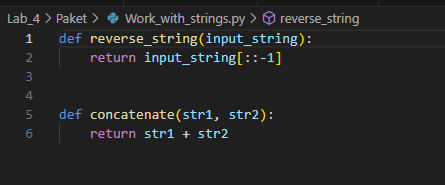 Lab_4 > Paket > Work_with_strings.py > reverse_string
1 def reverse_string(input_string):
2     return input_string[::-1]
3
4
5 def concatenate(str1, str2):
6     return str1 + str2